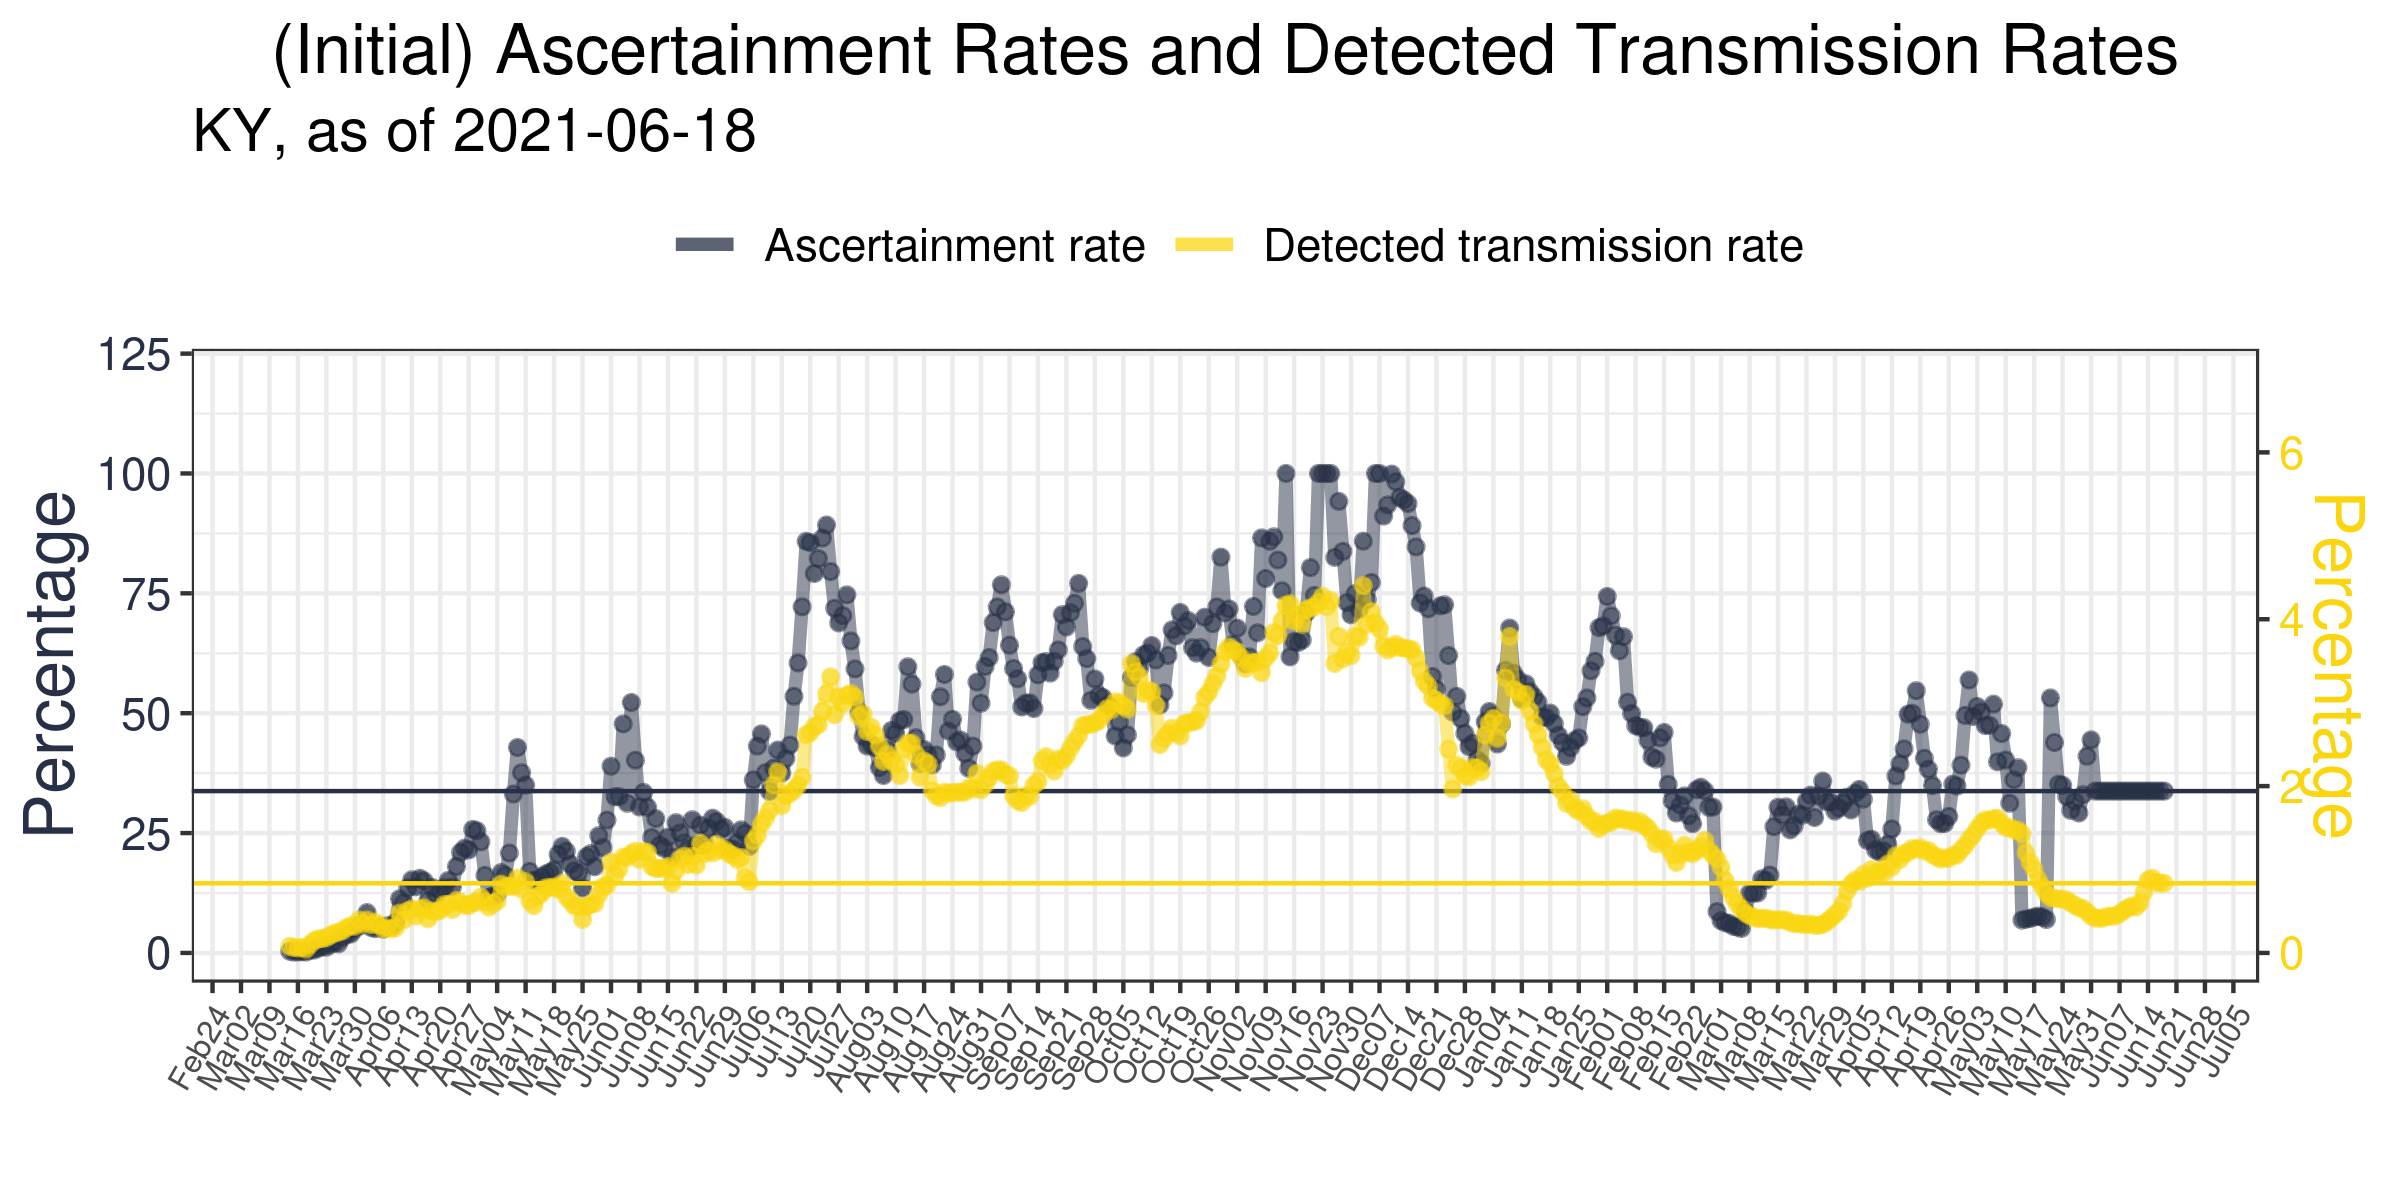 (Initial) Ascertainment Rates and Detected Transmission Rates
KY, as of 2021-06-18
Ascertainment rate
Detected transmission rate
Percentage
125
100
75
50
25
0
6
4
2
0
Percentage
Feb24
Mar02
Mar09
Mar16
Mar23
Mar30
Apr06
Apr13
Apr20
Apr27
May04
May11
May18
May25
Jun01
Jun08
Jun15
Jun22
Jun29
Jul06
Jul13
Jul20
Jul27
Aug03
Aug10
Aug17
Aug24
Aug31
Sep07
Sep14
Sep21
Sep28
Oct05
Oct12
Oct19
Oct26
Nov02
Nov09
Nov16
Nov23
Nov30
Dec07
Dec14
Dec21
Dec28
Jan04
Jan11
Jan18
Jan25
Feb01
Feb08
Feb15
Feb22
Mar01
Mar08
Mar15
Mar22
Mar29
Apr05
Apr12
Apr19
Apr26
May03
May10
May17
May24
May31
Jun07
Jun14
Jun21
Jun28
Jul05